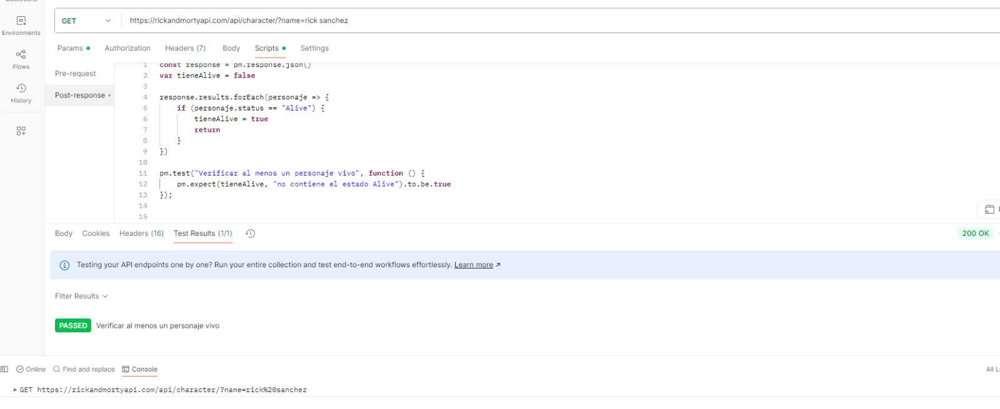 Collections
Environments
Flows
History
GET
https://rickandmortyapi.com/api/character/?name=rick sanchez
Params Authorization Headers (7) Body Scripts Settings
Pre-request
Post-response
1 const response = pm.response.json()
2 var tieneAlive = false
3
4 response.results.forEach(personaje => {
5 if (personaje.status == "Alive") {
6 tieneAlive = true
7 return
8 }
9 })
10
11 pm.test("Verificar al menos un personaje vivo", function () {
12 pm.expect(tieneAlive, "no contiene el estado Alive").to.be.true
13 });
14
15
Body Cookies Headers (16) Test Results (1/1)
200 OK
Testing your API endpoints one by one? Run your entire collection and test end-to-end workflows effortlessly. Learn more
Filter Results
PASSED Verificar al menos un personaje vivo
Online Find and replace Console
All
GET https://rickandmortyapi.com/api/character/?name=rick%20sanchez